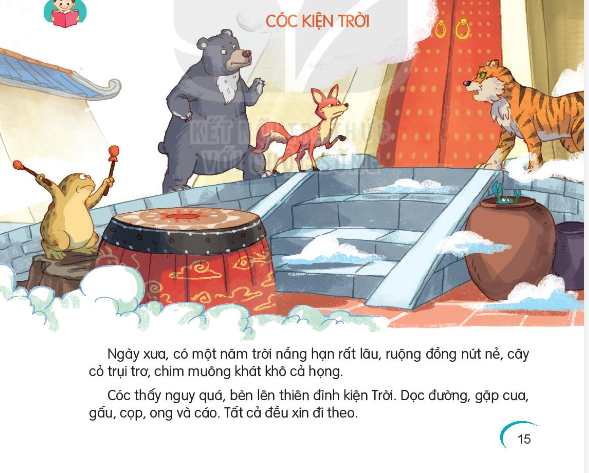 CÓC KIỆN TRỜI
Ngày xưa, có một năm trời nắng hạn rất lâu, ruộng đồng nứt nẻ, cây
cỏ trụi trơ, chim muông khát khô cả họng.
Cóc thấy nguy quá, bèn lên thiên đình kiện Trời. Dọc đường, gặp cua,
gấu, cọp, ong và cáo. Tất cả đều xin đi theo.
15